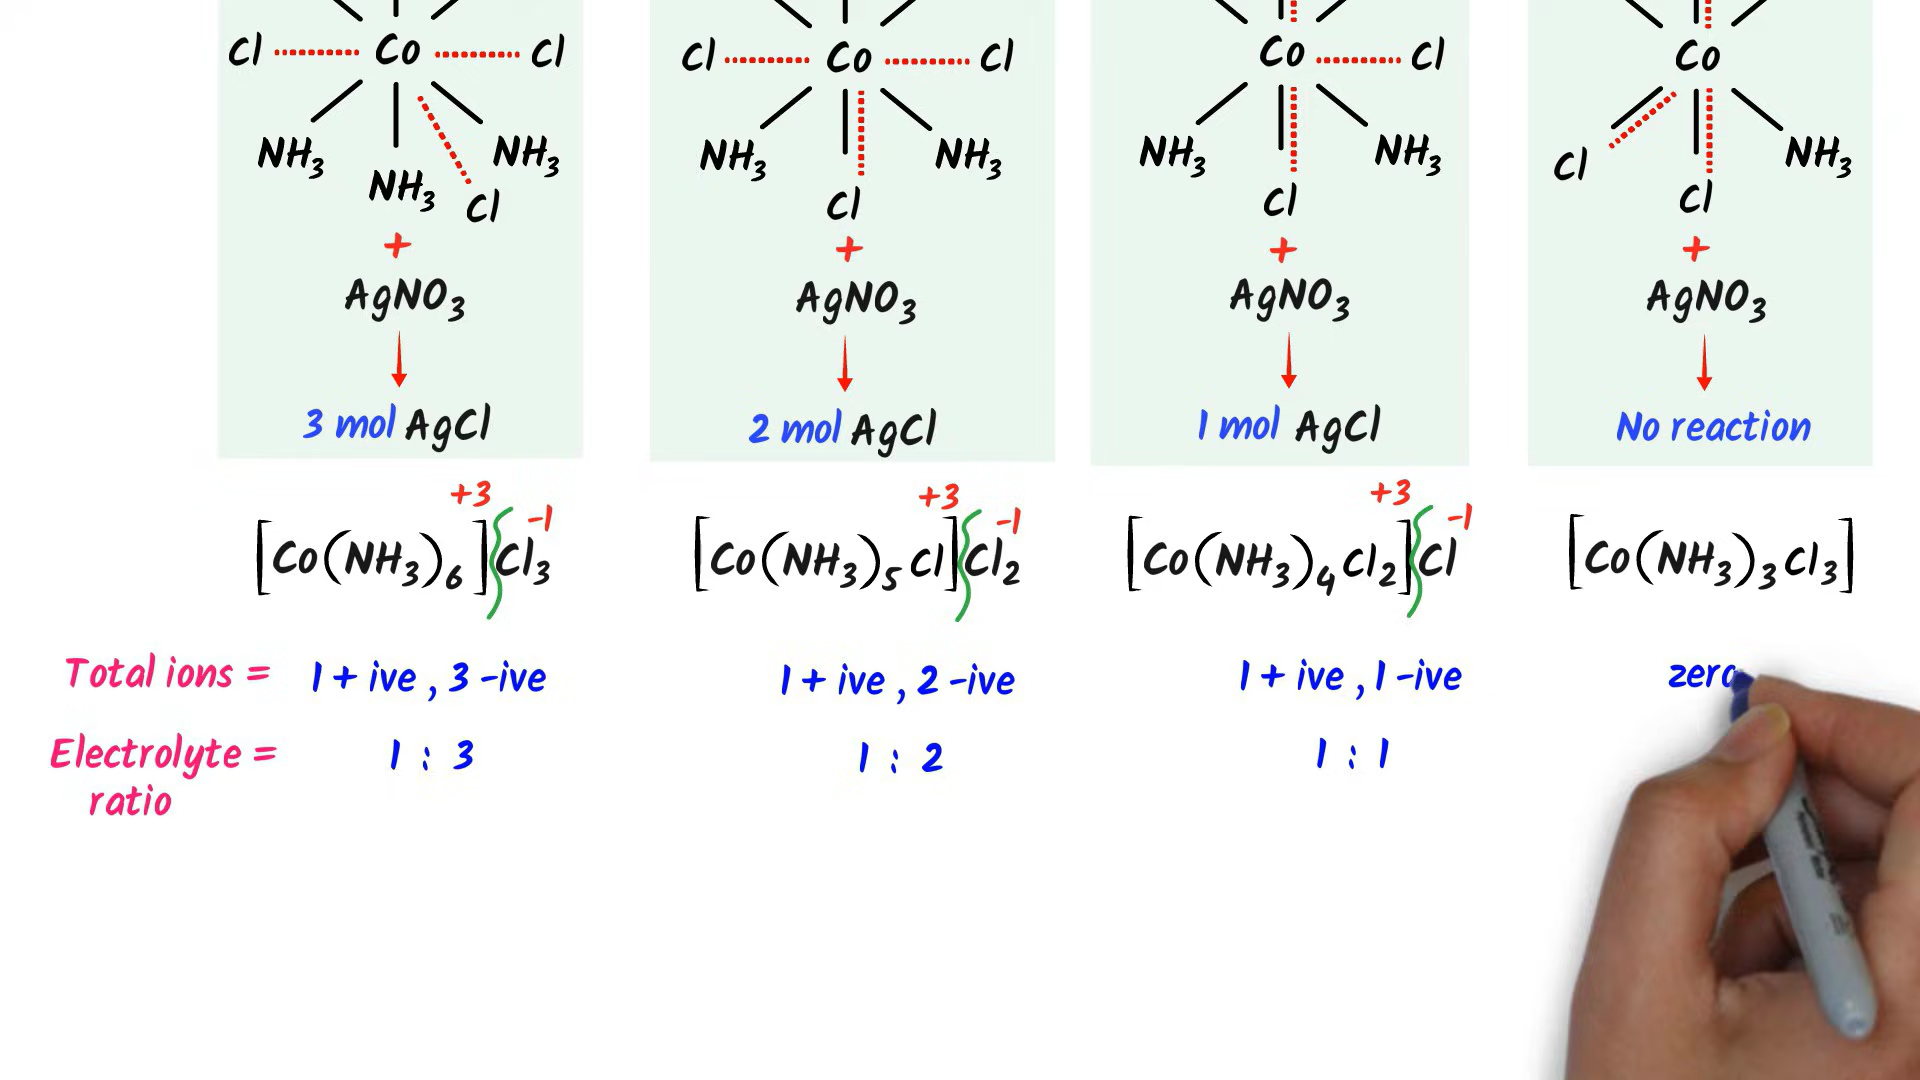 Cl Co Cl
NH3 NH3
NH3 Cl
+
AgNO3
3 mol AgCl
Cl Co Cl
NH3 NH3
Cl
+
AgNO3
2 mol AgCl
Co Cl
NH3 NH3
Cl
+
AgNO3
1 mol AgCl
Co
Cl NH3
Cl
+
AgNO3
No reaction
+3 -1
[Co(NH3)6]Cl3
+3 -1
[Co(NH3)5Cl]Cl2
+3 -1
[Co(NH3)4Cl2]Cl
[Co(NH3)3Cl3]
Total ions = 1 + ive , 3 -ive 1 + ive , 2 -ive 1 + ive , 1 -ive zero
Electrolyte = 1 : 3 1 : 2 1 : 1
ratio